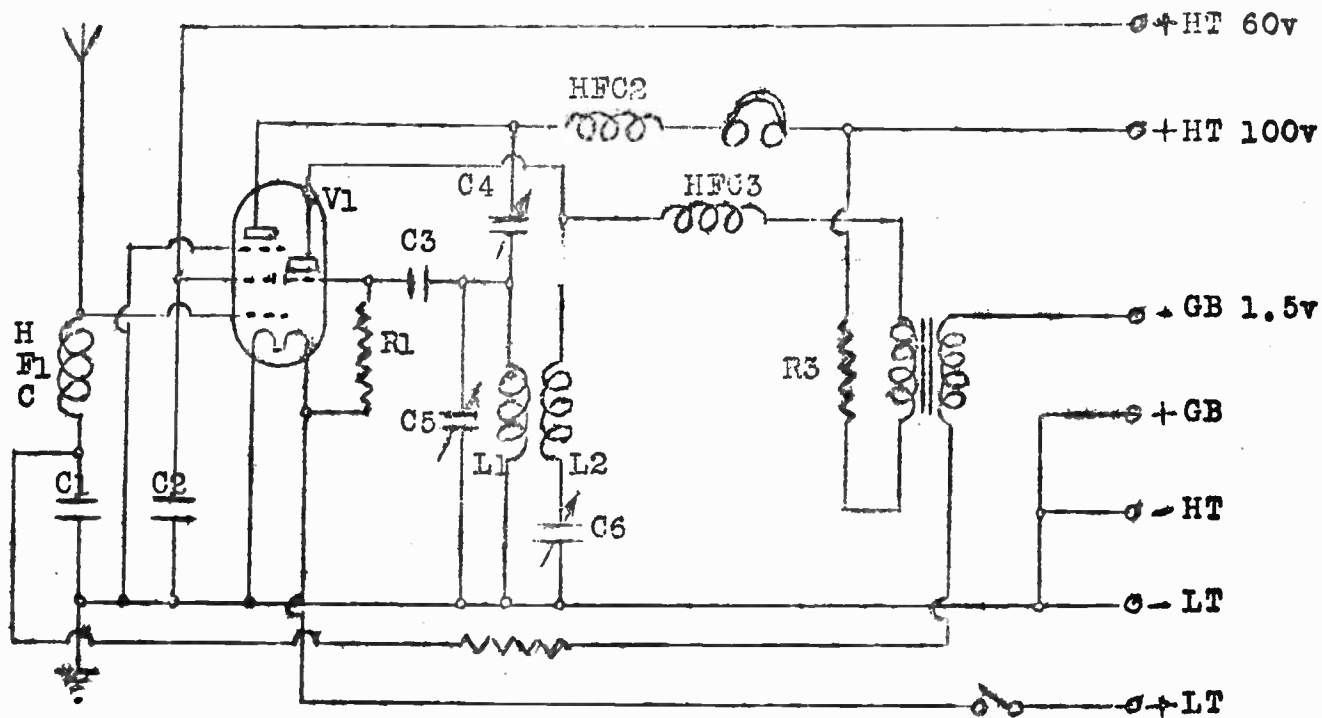 + HT 60v
HFC2
+ HT 100v
V1
C4
HFC3
C3
- GB 1.5v
H
F1
C
R1
R3
C5
+ GB
L1
L2
C1
C2
C6
- HT
- LT
+ LT